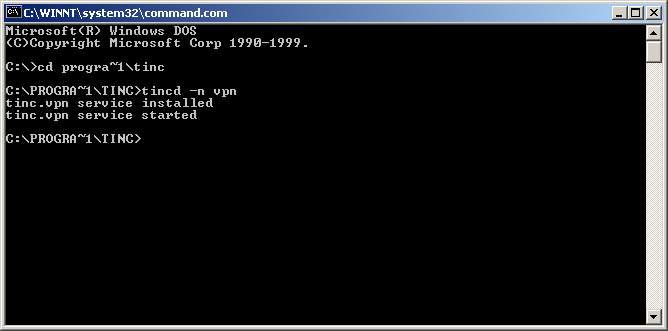 C:\WINNT\system32\command.com
Microsoft(R) Windows DOS
(C)Copyright Microsoft Corp 1990-1999.
C:\>cd progra~1\tinc
C:\PROGRA~1\TINC>tincd -n vpn
tinc.vpn service installed
tinc.vpn service started
C:\PROGRA~1\TINC>